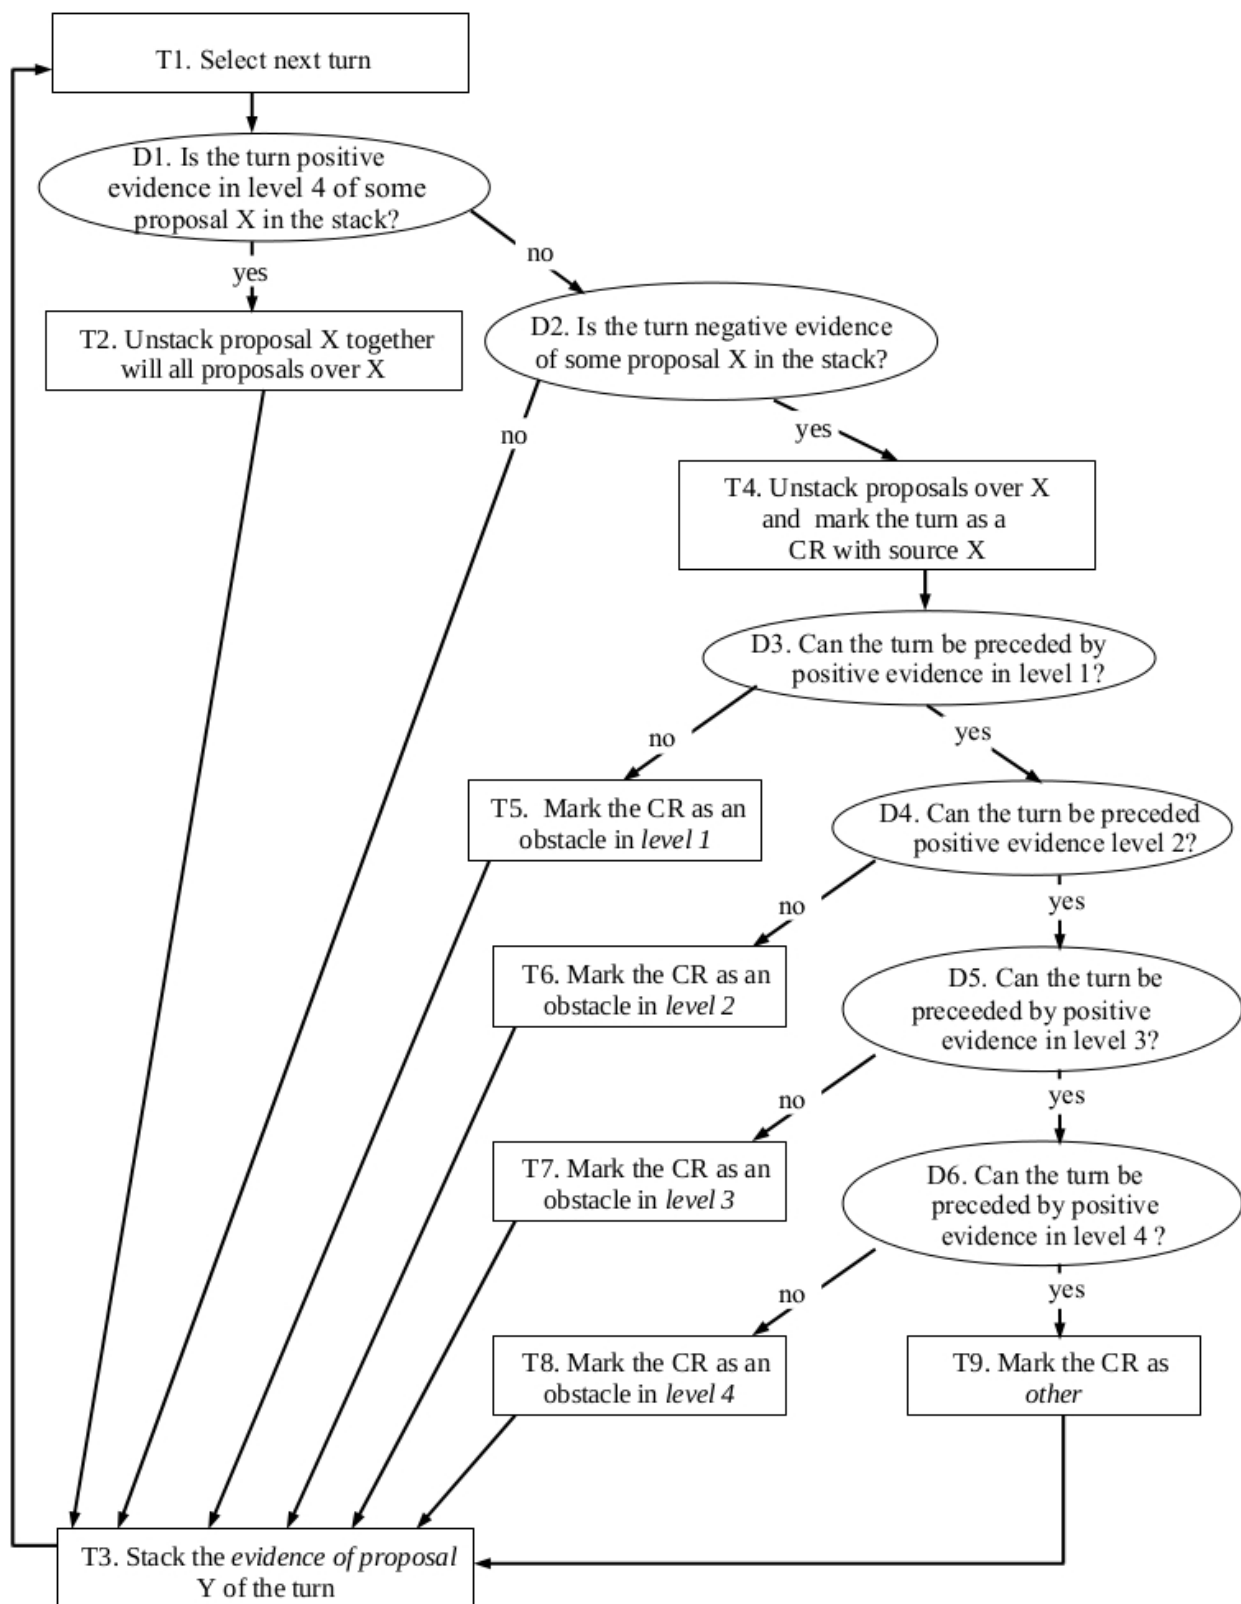 T1. Select next turn
D1. Is the turn positive
evidence in level 4 of some
proposal X in the stack?
no
yes
T2. Unstack proposal X together
will all proposals over X
D2. Is the turn negative evidence
of some proposal X in the stack?
no
yes
T4. Unstack proposals over X
and mark the turn as a
CR with source X
D3. Can the turn be preceded by
positive evidence in level 1?
no
yes
T5. Mark the CR as an
obstacle in level 1
D4. Can the turn be preceded
positive evidence level 2?
no
yes
T6. Mark the CR as an
obstacle in level 2
D5. Can the turn be
preceeded by positive
evidence in level 3?
no
yes
T7. Mark the CR as an
obstacle in level 3
D6. Can the turn be
preceded by positive
evidence in level 4 ?
no
yes
T8. Mark the CR as an
obstacle in level 4
T9. Mark the CR as
other
T3. Stack the evidence of proposal
Y of the turn